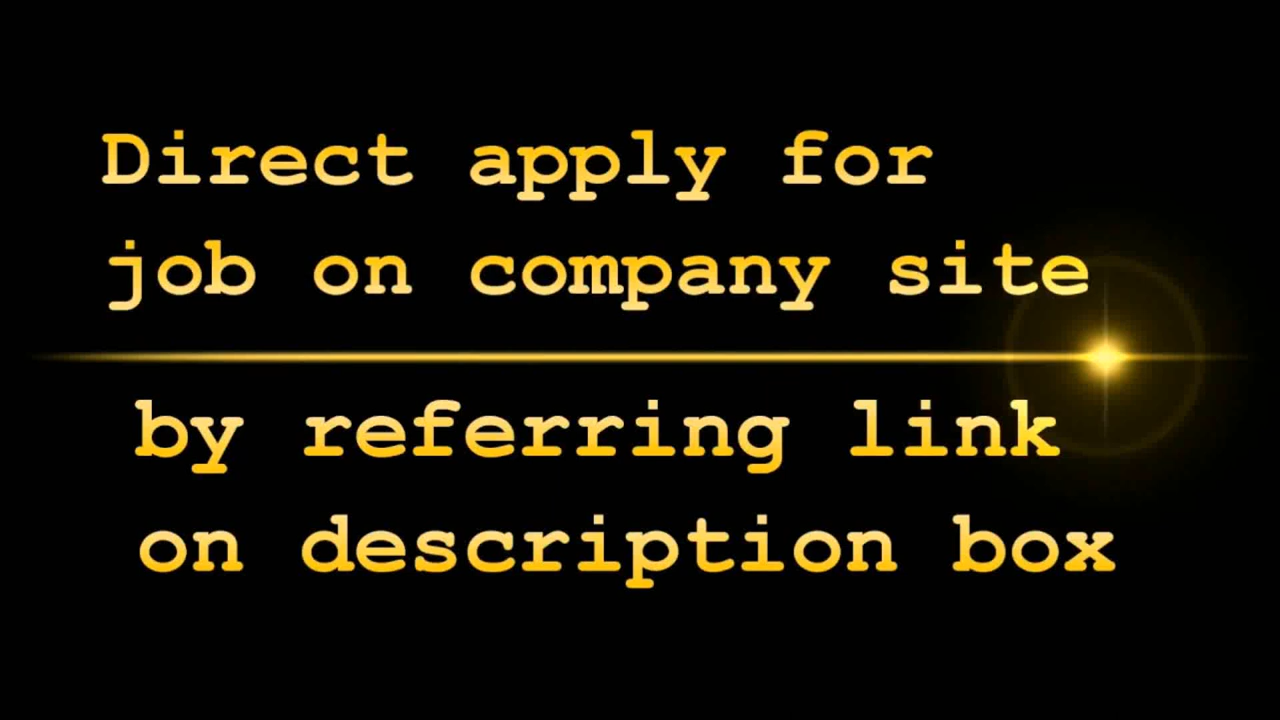 Direct apply for
job on company site
by referring link
on description box